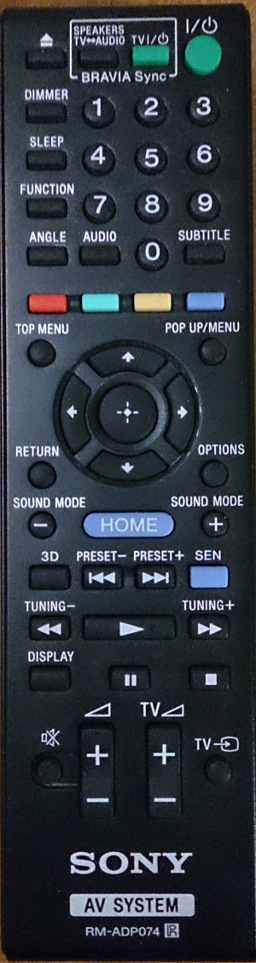 I/⏻
SPEAKERS
TV↔AUDIO TV I/⏻
BRAVIA Sync
DIMMER
1 2 3
SLEEP
4 5 6
FUNCTION
7 8 9
ANGLE AUDIO 0 SUBTITLE
TOP MENU POP UP/MENU
RETURN OPTIONS
SOUND MODE SOUND MODE
− HOME +
3D PRESET− PRESET+ SEN
TUNING− TUNING+
DISPLAY
TV
+ + TV
− −
SONY
AV SYSTEM
RM-ADP074 R